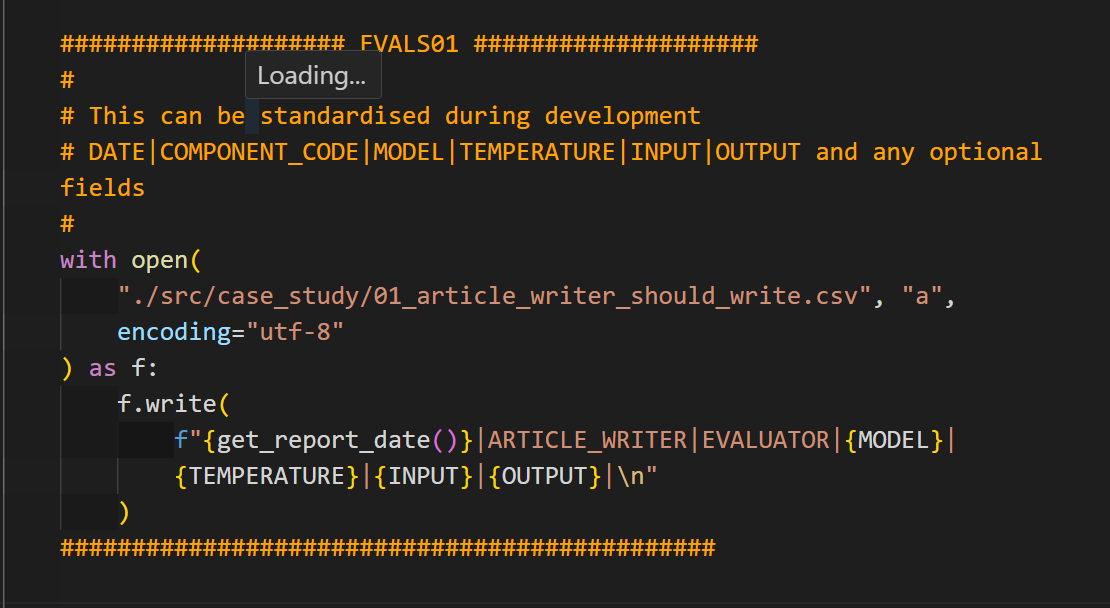 #################### EVALS01 ####################
Loading...
#
# This can be standardised during development
# DATE|COMPONENT_CODE|MODEL|TEMPERATURE|INPUT|OUTPUT and any optional
fields
#
with open(
"./src/case_study/01_article_writer_should_write.csv", "a",
encoding="utf-8"
) as f:
f.write(
f"{get_report_date()}|ARTICLE_WRITER|EVALUATOR|{MODEL}|
{TEMPERATURE}|{INPUT}|{OUTPUT}|\n"
)
##############################################